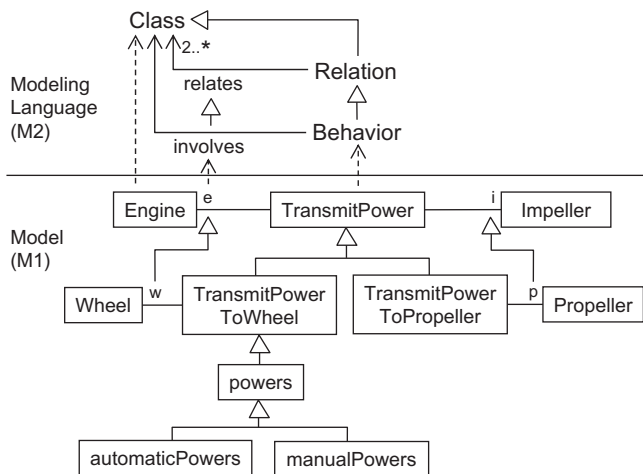 Class
2..*
Relation
relates
Modeling
Language
(M2)
Behavior
involves
Engine
e
TransmitPower
i
Impeller
Model
(M1)
Wheel
w
TransmitPower
ToWheel
TransmitPower
ToPropeller
p
Propeller
powers
automaticPowers
manualPowers